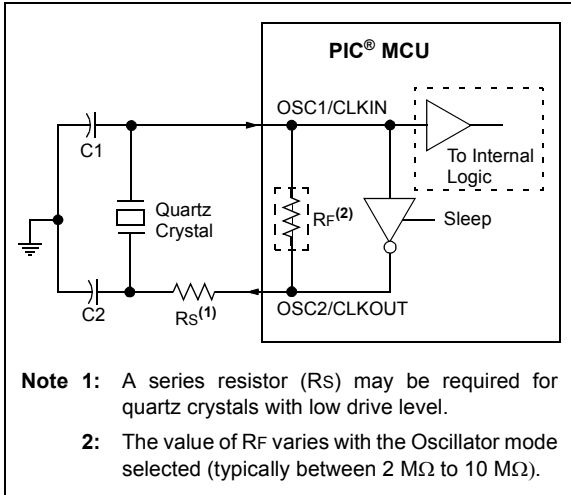 PIC® MCU
OSC1/CLKIN
C1
To Internal
Logic
Quartz
Crystal
RF(2)
Sleep
C2
RS(1)
OSC2/CLKOUT
Note 1: A series resistor (RS) may be required for
quartz crystals with low drive level.
2: The value of RF varies with the Oscillator mode
selected (typically between 2 MΩ to 10 MΩ).